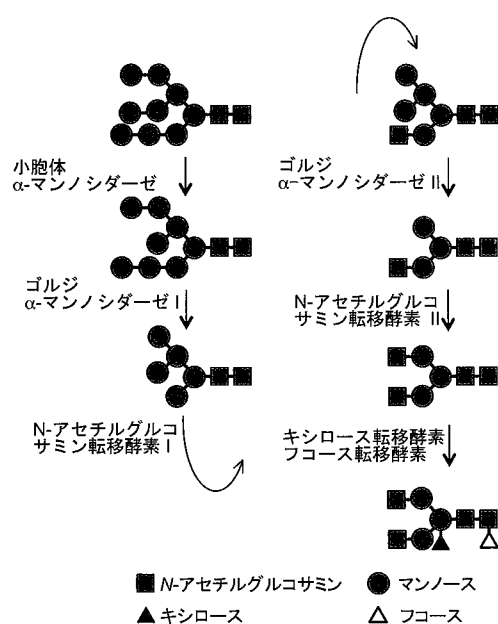 小胞体
α-マンノシダーゼ
ゴルジ
α-マンノシダーゼ I
N-アセチルグルコ
サミン転移酵素 I
ゴルジ
α-マンノシダーゼ II
N-アセチルグルコ
サミン転移酵素 II
キシロース転移酵素
フコース転移酵素
N-アセチルグルコサミン
マンノース
キシロース
フコース